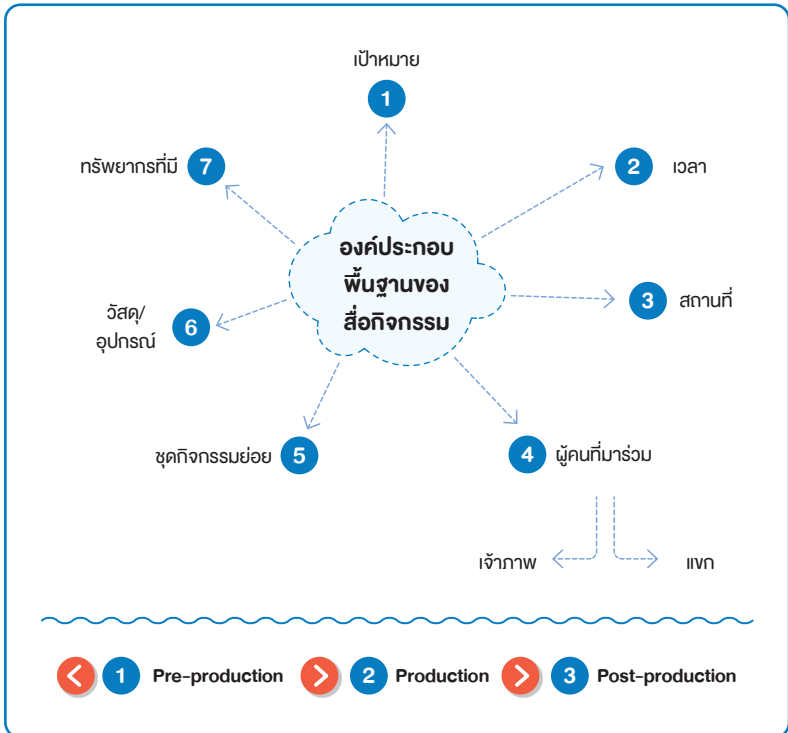 เป้าหมาย
1
ทรัพยากรที่มี 7
2 เวลา
องค์ประกอบ
พื้นฐานของ
สื่อกิจกรรม
3 สถานที่
วัสดุ/
อุปกรณ์
6
ชุดกิจกรรมย่อย 5
4 ผู้คนที่มาร่วม
เจ้าภาพ
แขก
1 Pre-production
2 Production
3 Post-production